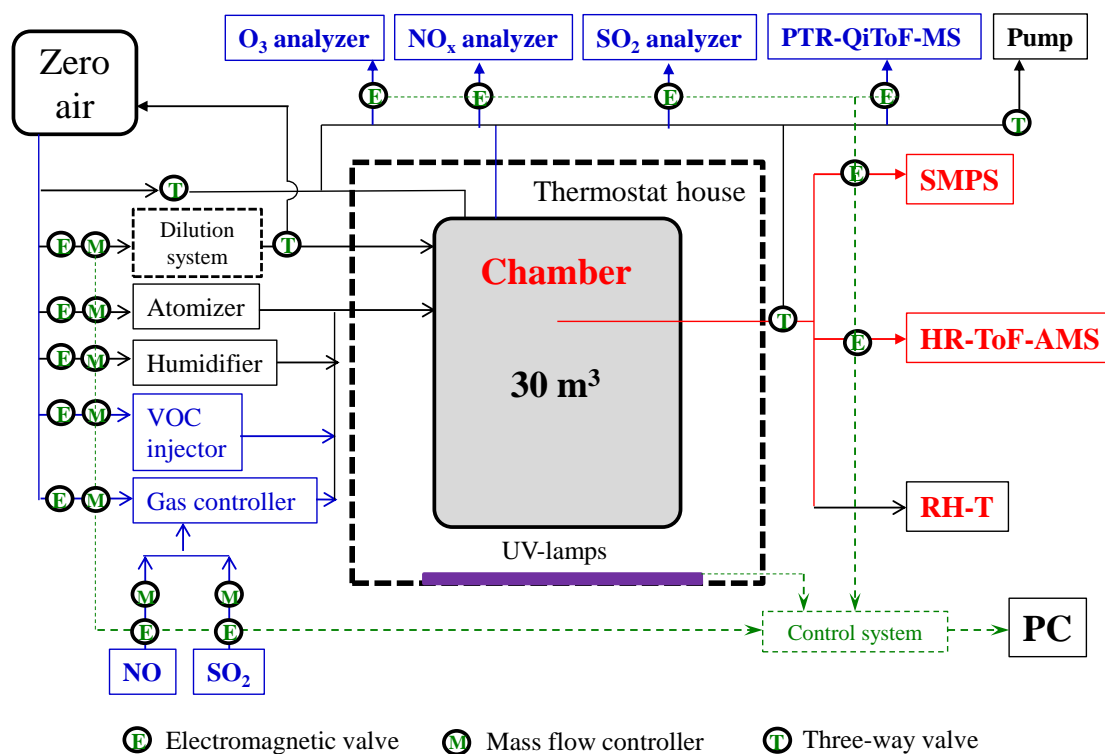 O₃ analyzer
NOₓ analyzer
SO₂ analyzer
PTR-QiToF-MS
Pump
Zero
air
E
E
E
E
T
Thermostat house
E
SMPS
T
E
M
Dilution
system
T
Chamber
E
M
Atomizer
T
E
HR-ToF-AMS
E
M
Humidifier
30 m³
E
M
VOC
injector
E
M
Gas controller
RH-T
UV-lamps
M
M
E
E
Control system
PC
NO
SO₂
E Electromagnetic valve
M Mass flow controller
T Three-way valve